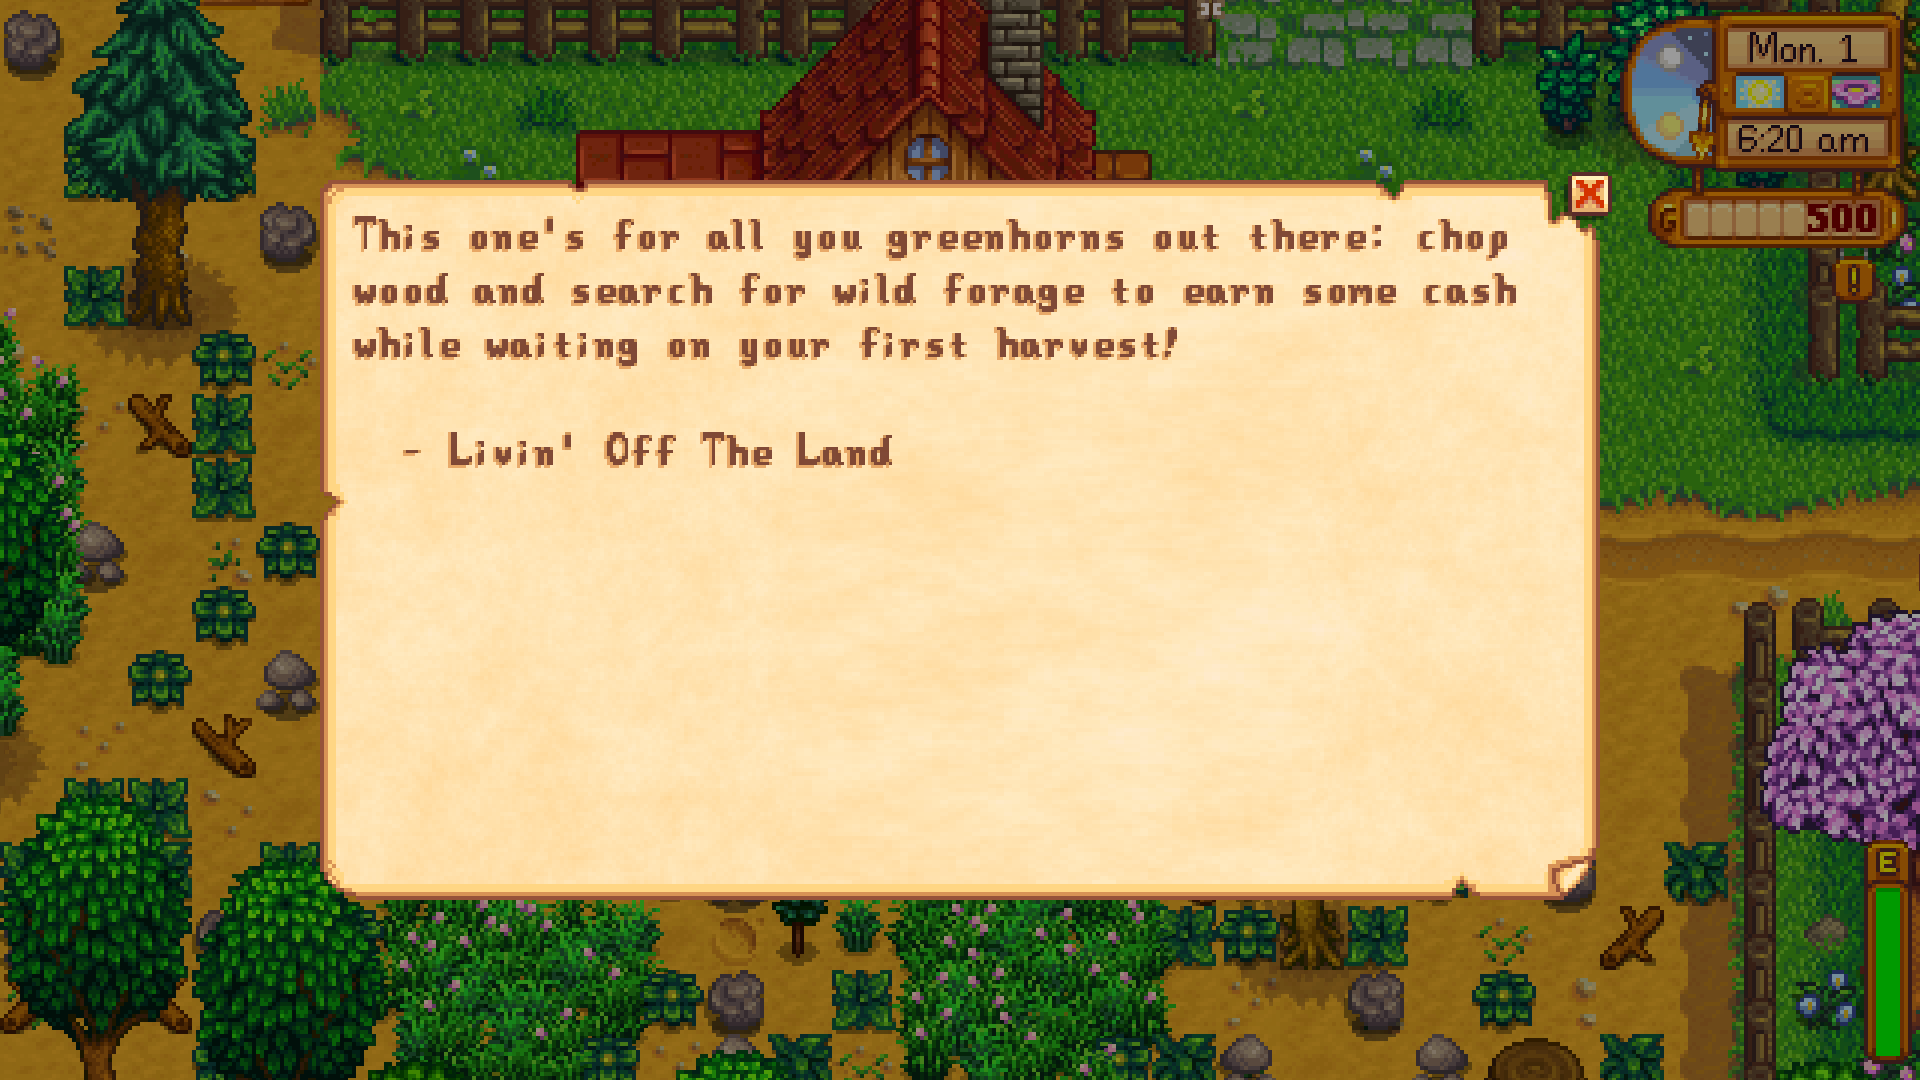 Mon. 1
6:20 am
G 500
This one's for all you greenhorns out there: chop
wood and search for wild forage to earn some cash
while waiting on your first harvest!
- Livin' Off The Land
!
E